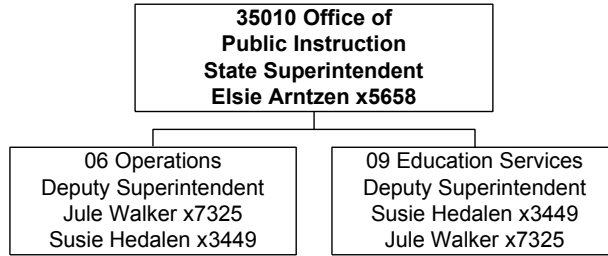 35010 Office of
Public Instruction
State Superintendent
Elsie Arntzen x5658
06 Operations
Deputy Superintendent
Jule Walker x7325
Susie Hedalen x3449
09 Education Services
Deputy Superintendent
Susie Hedalen x3449
Jule Walker x7325